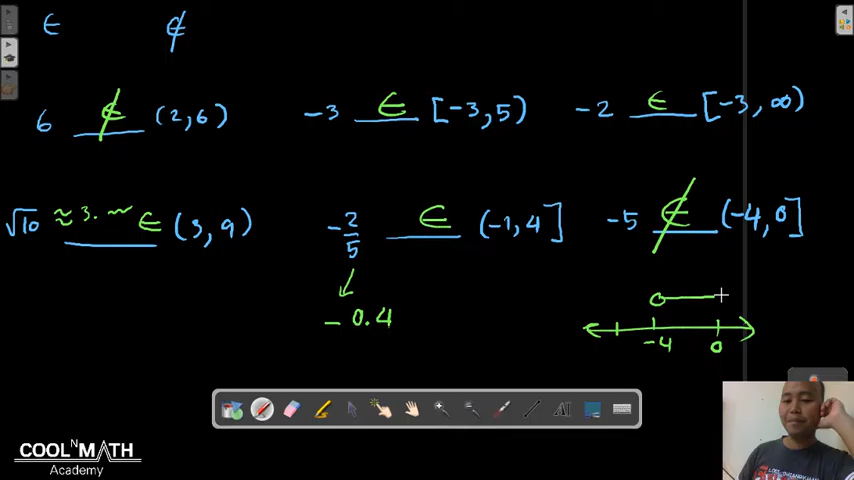 ∈ ∉
6 ∉ (2,6) -3 ∈ [-3,5) -2 ∈ [-3,∞)
√10 ≈ 3. ∈ (3,9) -2/5 ∈ (-1,4] -5 ∉ (-4,0]
-0.4
-4 0
AI
COOL N MATH
Academy